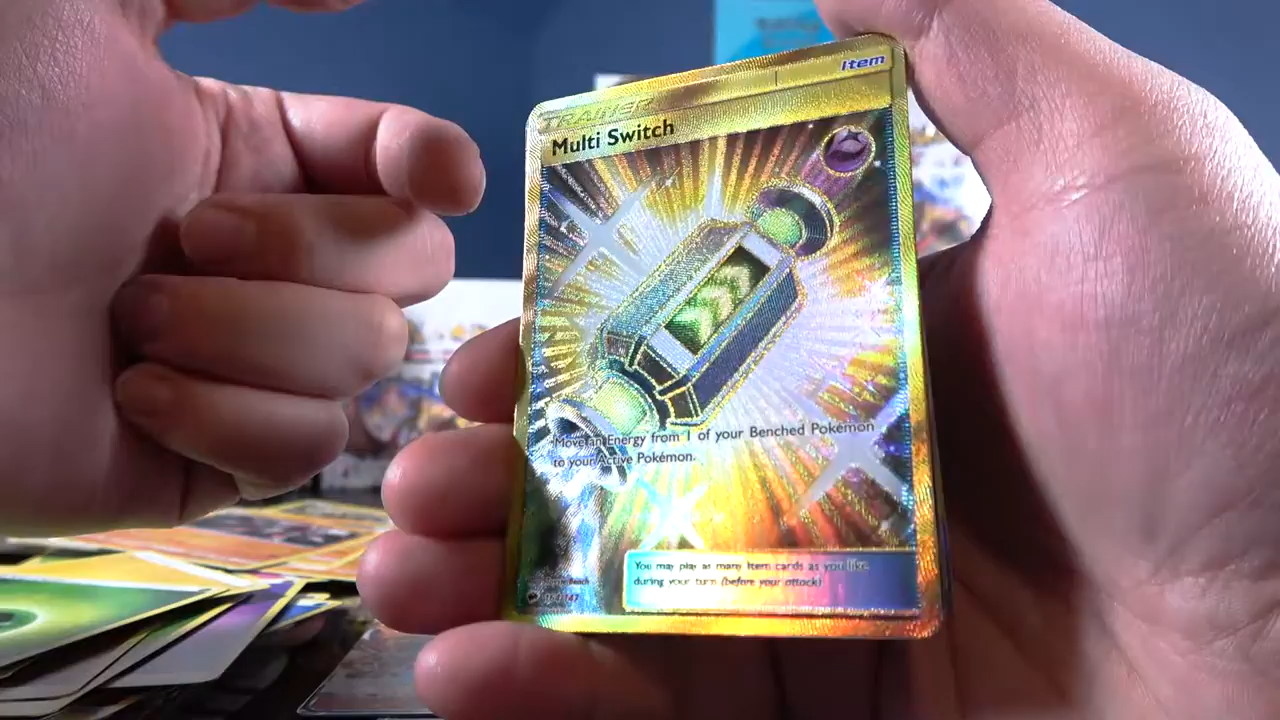 Item
TRAINER
Multi Switch
Move an Energy from 1 of your Benched Pokémon
to your Active Pokémon.
You may play as many Item cards as you like
during your turn (before your attack)